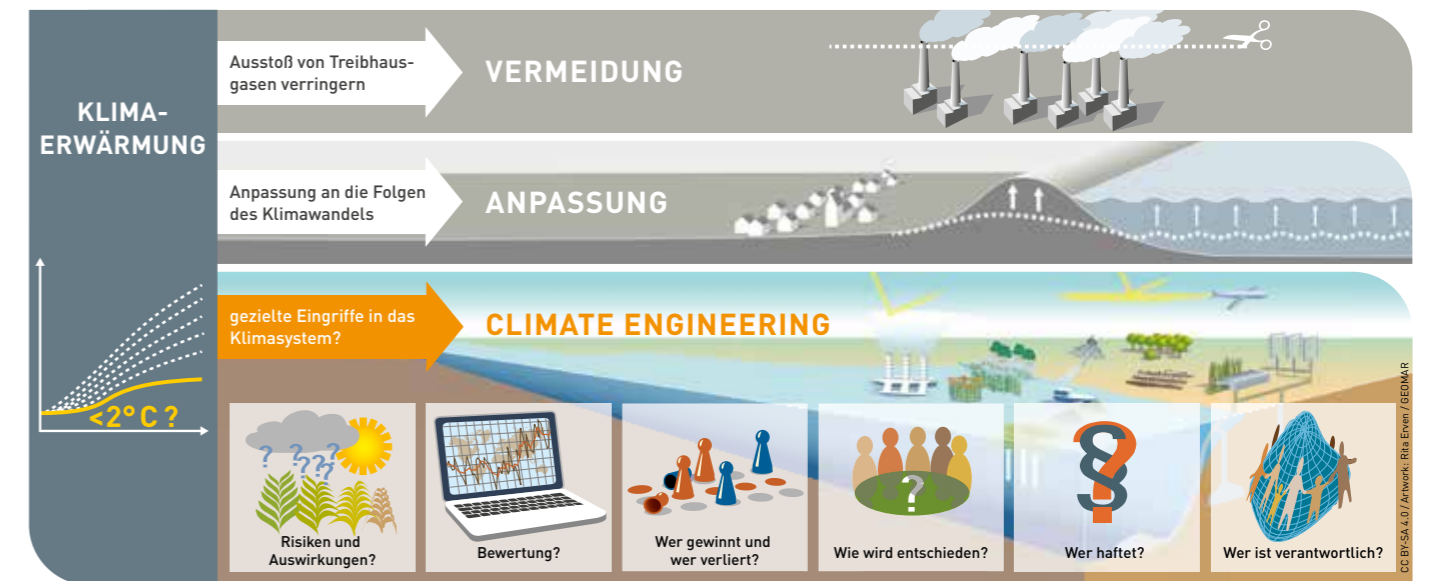 KLIMA-
ERWÄRMUNG
<2° C ?
Ausstoß von Treibhaus-
gasen verringern
VERMEIDUNG
Anpassung an die Folgen
des Klimawandels
ANPASSUNG
gezielte Eingriffe in das
Klimasystem?
CLIMATE ENGINEERING
? ? ? ? ?
Risiken und
Auswirkungen?
Bewertung?
Wer gewinnt und
wer verliert?
?
Wie wird entschieden?
§ ?
Wer haftet?
Wer ist verantwortlich?
CC BY-SA 4.0 / Artwork: Rita Erven / GEOMAR